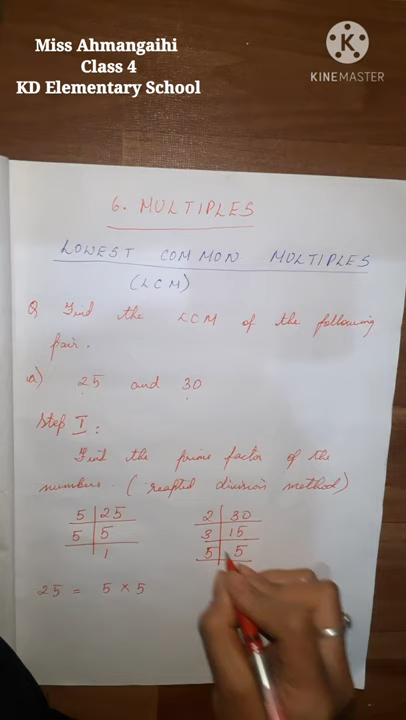 Miss Ahmangaihi
Class 4
KD Elementary School
K
KINEMASTER
6. MULTIPLES
LOWEST COMMON MULTIPLES
(LCM)
Q Find the LCM of the following
pair.
a) 25 and 30
Step I:
Find the prime factor of the
numbers. (reapted division method)
5 | 25    2 | 30
5 | 5    3 | 15
1    5 | 5
25 = 5 × 5